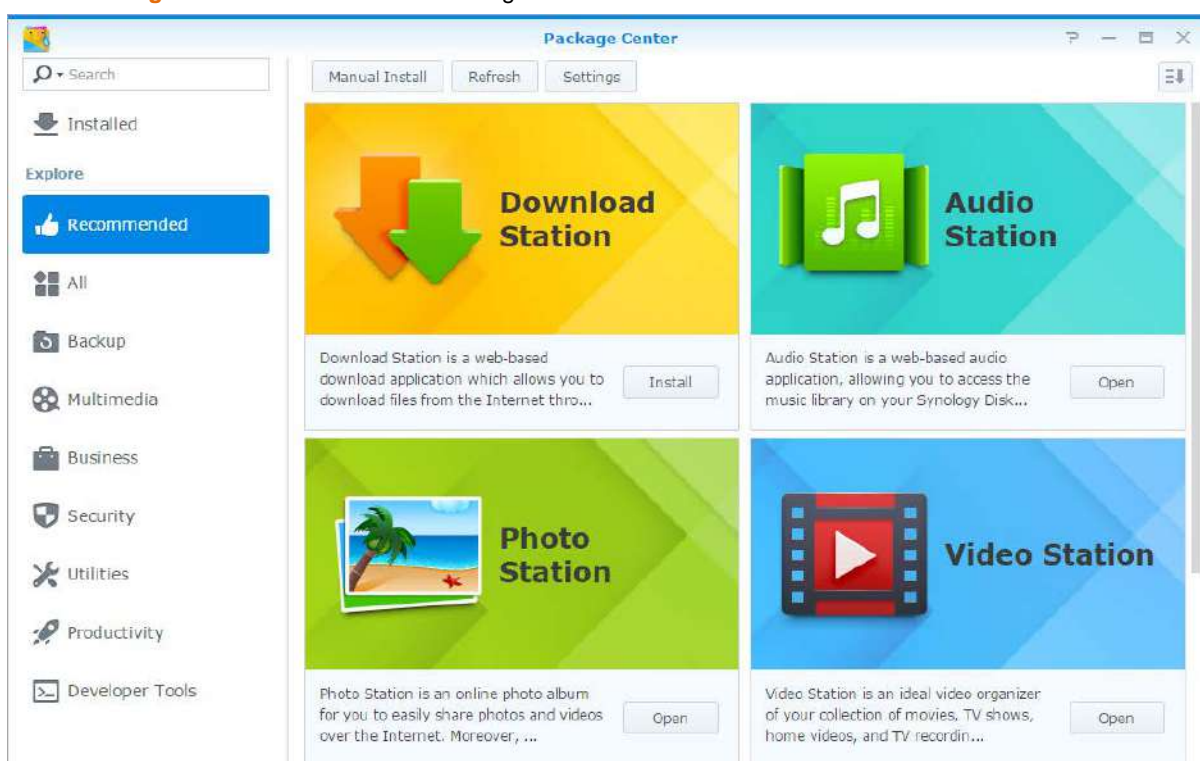 Package Center
Search
Manual Install
Refresh
Settings
Installed
Explore
Recommended
All
Backup
Multimedia
Business
Security
Utilities
Productivity
Developer Tools
Download
Station
Download Station is a web-based
download application which allows you to
download files from the Internet thro...
Install
Audio
Station
Audio Station is a web-based audio
application, allowing you to access the
music library on your Synology Disk...
Open
Photo
Station
Photo Station is an online photo album
for you to easily share photos and videos
over the Internet. Moreover, ...
Open
Video Station
Video Station is an ideal video organizer
of your collection of movies, TV shows,
home videos, and TV recordin...
Open